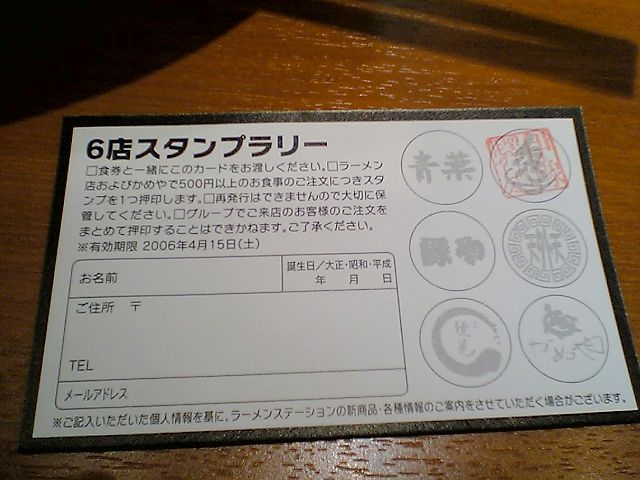 6店スタンプラリー
□食券と一緒にこのカードをお渡しください。□ラーメン
店およびかめやで500円以上のお食事のご注文につきスタ
ンプを1つ押印します。□再発行はできませんので大切に保
管してください。□グループでご来店のお客様のご注文を
まとめて押印することはできかねます。ご了承ください。
※有効期限 2006年4月15日(土)
お名前
誕生日/大正・昭和・平成
年 月 日
ご住所 〒
TEL
メールアドレス
※ご記入いただいた個人情報を基に、ラーメンステーションの新商品・各種情報のご案内をさせていただく場合がございます。
青葉
かめや